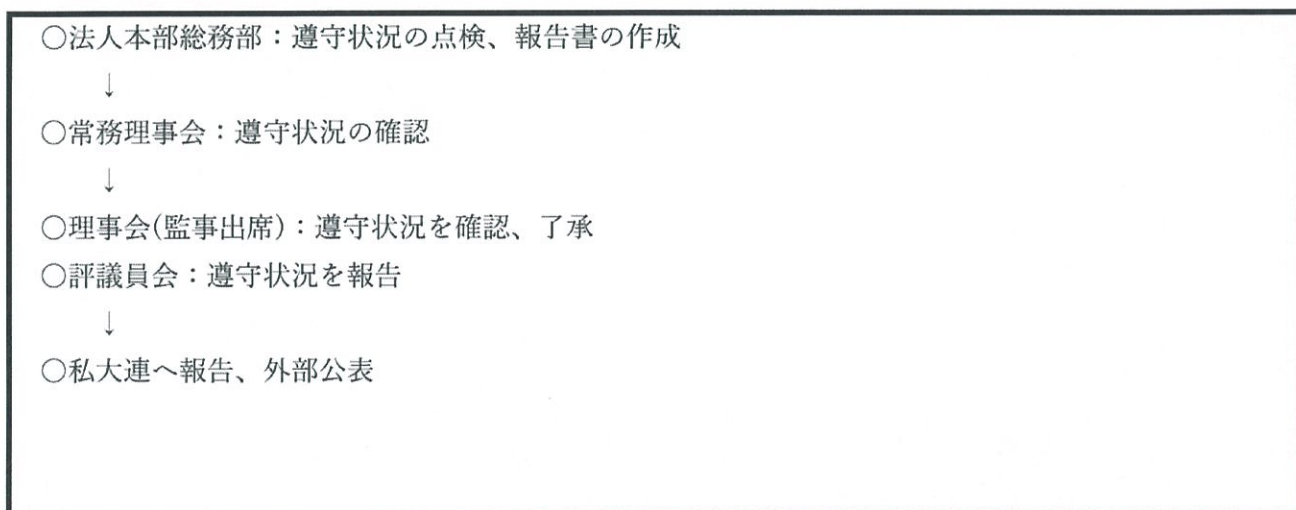 ○法人本部総務部：遵守状況の点検、報告書の作成
↓
○常務理事会：遵守状況の確認
↓
○理事会(監事出席)：遵守状況を確認、了承
○評議員会：遵守状況を報告
↓
○私大連へ報告、外部公表